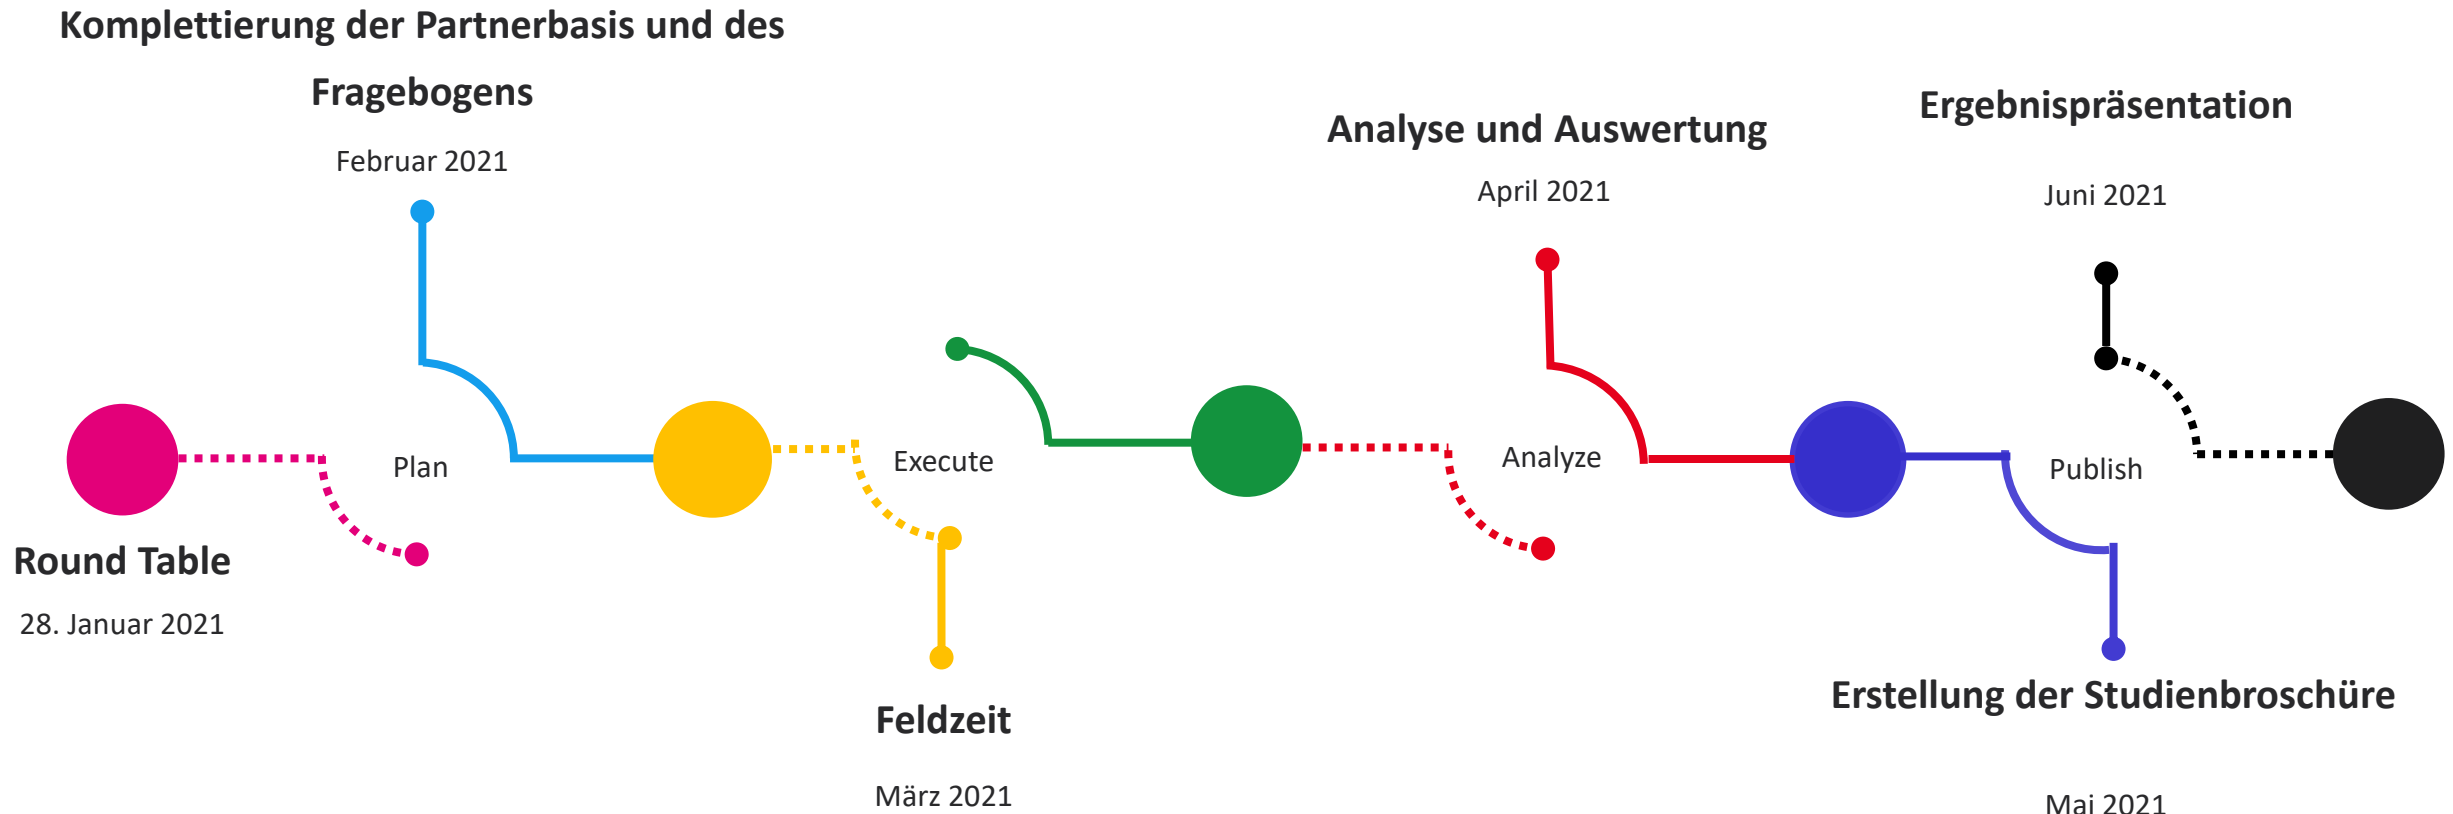 Komplettierung der Partnerbasis und des
Fragebogens
Februar 2021
Analyse und Auswertung
April 2021
Ergebnispräsentation
Juni 2021
Plan
Execute
Analyze
Publish
Round Table
28. Januar 2021
Feldzeit
März 2021
Erstellung der Studienbroschüre
Mai 2021